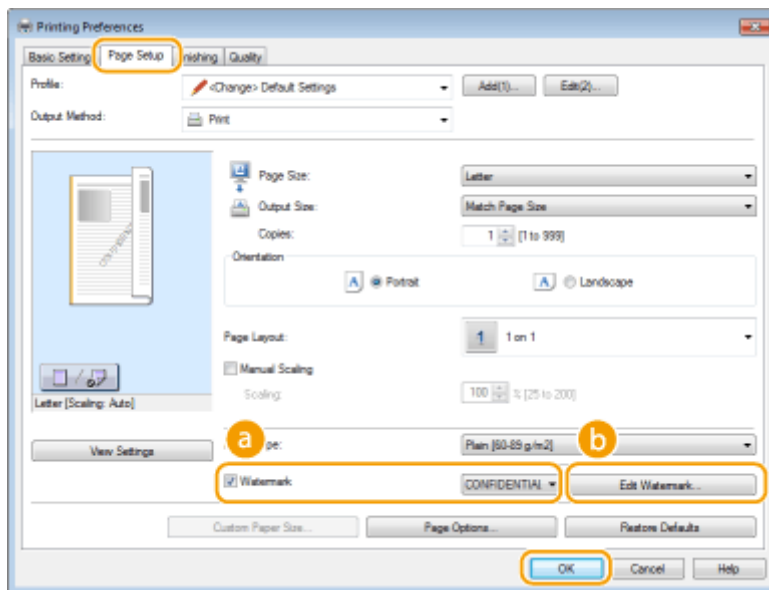 Printing Preferences
Basic Setting Page Setup nishing Quality
Profile: <Change> Default Settings Add(1)... Edit(2)...
Output Method: Print
Page Size: Letter
Output Size: Match Page Size
Copies: 1 [1 to 999]
Orientation
A Portrait A Landscape
Page Layout: 1 1 on 1
Manual Scaling
Scaling: 100 % [25 to 200]
Letter [Scaling: Auto]
View Settings a pe: Plain [60-89 g/m2] b
Watermark CONFIDENTIAL Edit Watermark...
Custom Paper Size... Page Options... Restore Defaults
OK Cancel Help